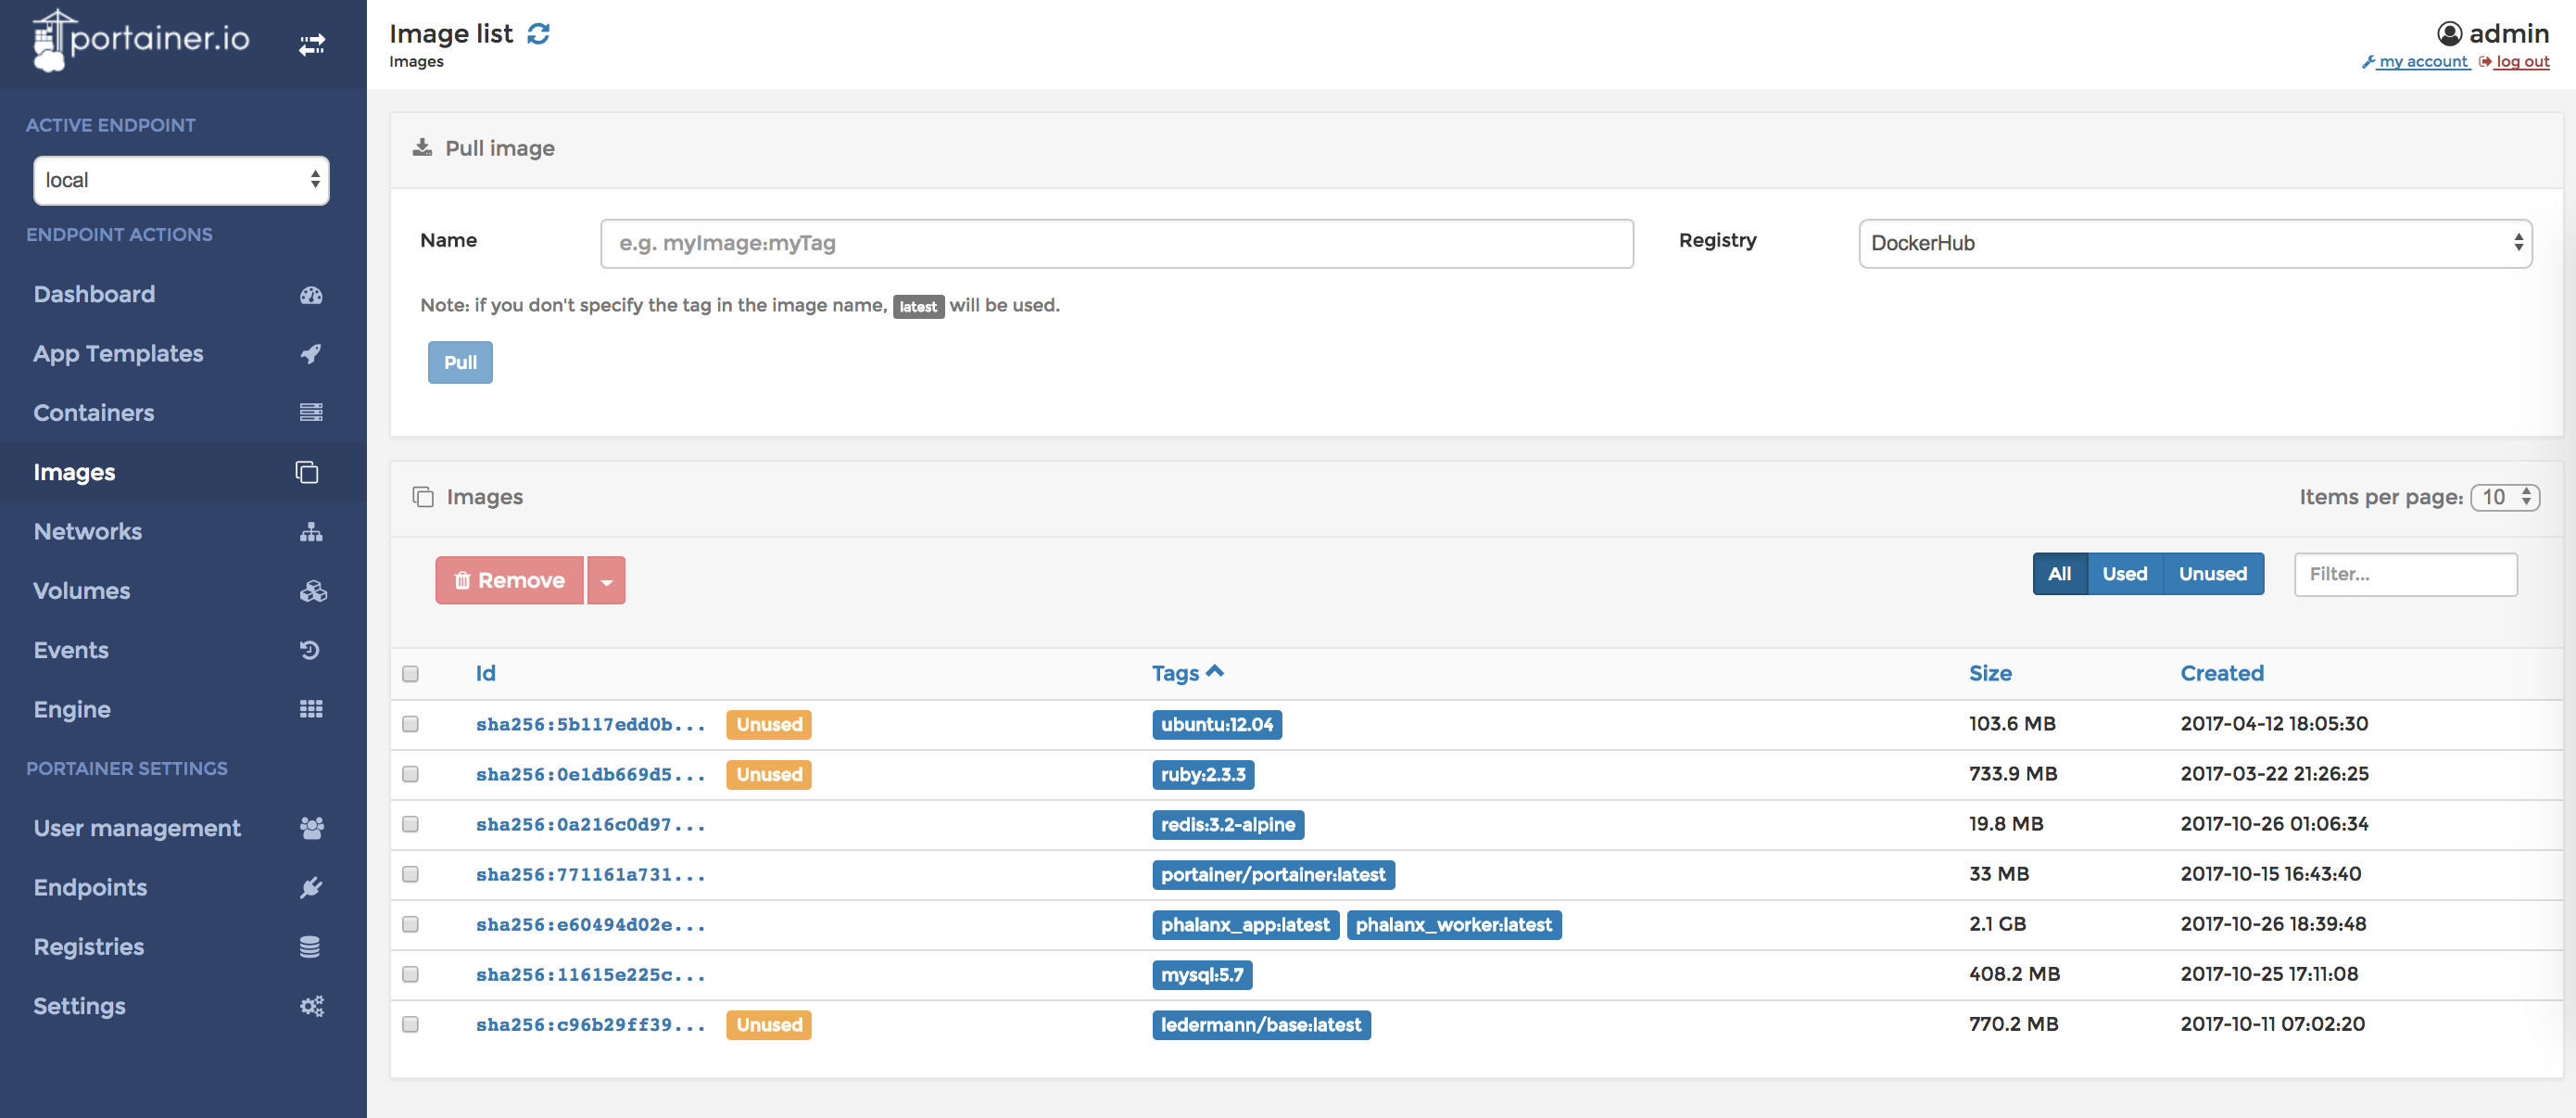 portainer.io
ACTIVE ENDPOINT
local
ENDPOINT ACTIONS
Dashboard
App Templates
Containers
Images
Networks
Volumes
Events
Engine
PORTAINER SETTINGS
User management
Endpoints
Registries
Settings
Image list
Images
admin
my account log out
Pull image
Name e.g. myImage:myTag Registry DockerHub
Note: if you don't specify the tag in the image name, latest will be used.
Pull
Images Items per page: 10
Remove All Used Unused Filter...
Id Tags Size Created
sha256:5b117edd0b... Unused ubuntu:12.04 103.6 MB 2017-04-12 18:05:30
sha256:0e1db669d5... Unused ruby:2.3.3 733.9 MB 2017-03-22 21:26:25
sha256:0a216c0d97... redis:3.2-alpine 19.8 MB 2017-10-26 01:06:34
sha256:771161a731... portainer/portainer:latest 33 MB 2017-10-15 16:43:40
sha256:e60494d02e... phalanx_app:latest phalanx_worker:latest 2.1 GB 2017-10-26 18:39:48
sha256:11615e225c... mysql:5.7 408.2 MB 2017-10-25 17:11:08
sha256:c96b29ff39... Unused ledermann/base:latest 770.2 MB 2017-10-11 07:02:20